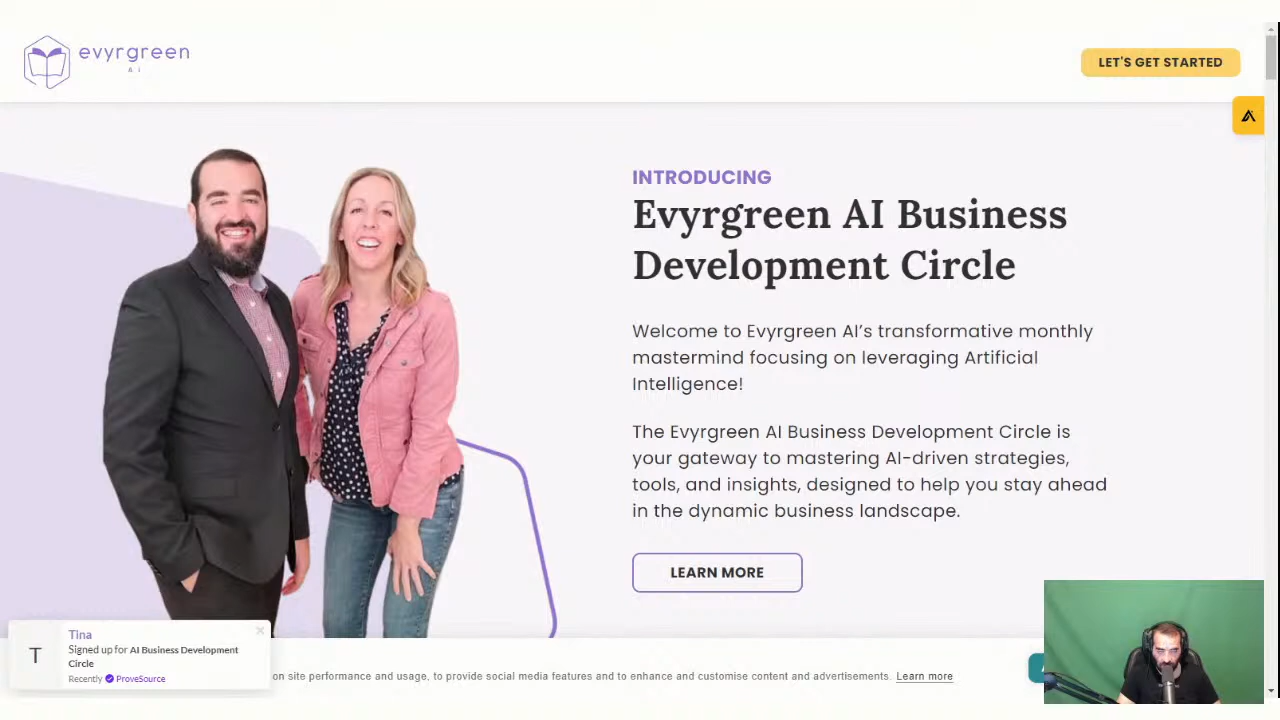 evyrgreen
AI
LET'S GET STARTED
INTRODUCING
Evyrgreen AI Business
Development Circle
Welcome to Evyrgreen AI’s transformative monthly
mastermind focusing on leveraging Artificial
Intelligence!
The Evyrgreen AI Business Development Circle is
your gateway to mastering AI-driven strategies,
tools, and insights, designed to help you stay ahead
in the dynamic business landscape.
LEARN MORE
T
Tina
Signed up for AI Business Development
Circle
Recently ProveSource
on site performance and usage, to provide social media features and to enhance and customise content and advertisements. Learn more